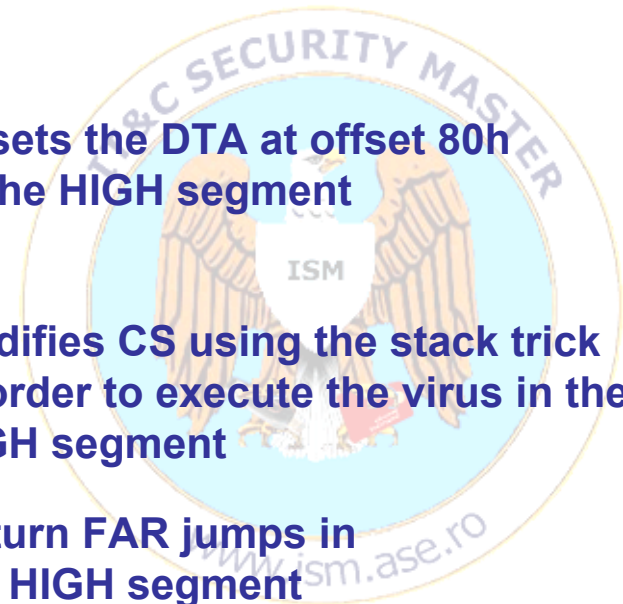 IT&C SECURITY MASTER
sets the DTA at offset 80h
he HIGH segment
ISM
difies CS using the stack trick
order to execute the virus in the
GH segment
turn FAR jumps in
HIGH segment
www.ism.ase.ro